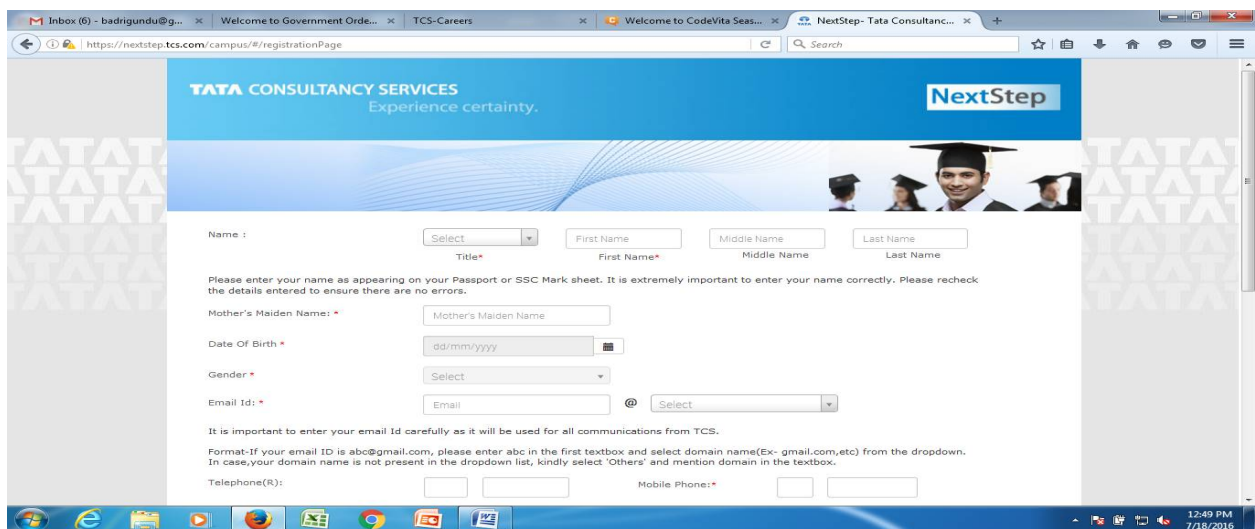 Inbox (6) - badrigundu@g... × Welcome to Government Orde... × TCS-Careers × Welcome to CodeVita Seas... × NextStep- Tata Consultanc... × +
https://nextstep.tcs.com/campus/#/registrationPage Search
TATA CONSULTANCY SERVICES
Experience certainty.
NextStep
Name : Select First Name Middle Name Last Name
Title* First Name* Middle Name Last Name
Please enter your name as appearing on your Passport or SSC Mark sheet. It is extremely important to enter your name correctly. Please recheck
the details entered to ensure there are no errors.
Mother's Maiden Name: * Mother's Maiden Name
Date Of Birth * dd/mm/yyyy
Gender * Select
Email Id: * Email @ Select
It is important to enter your email Id carefully as it will be used for all communications from TCS.
Format-If your email ID is abc@gmail.com, please enter abc in the first textbox and select domain name(Ex- gmail.com,etc) from the dropdown.
In case,your domain name is not present in the dropdown list, kindly select 'Others' and mention domain in the textbox.
Telephone(R): Mobile Phone:*
12:49 PM
7/18/2016